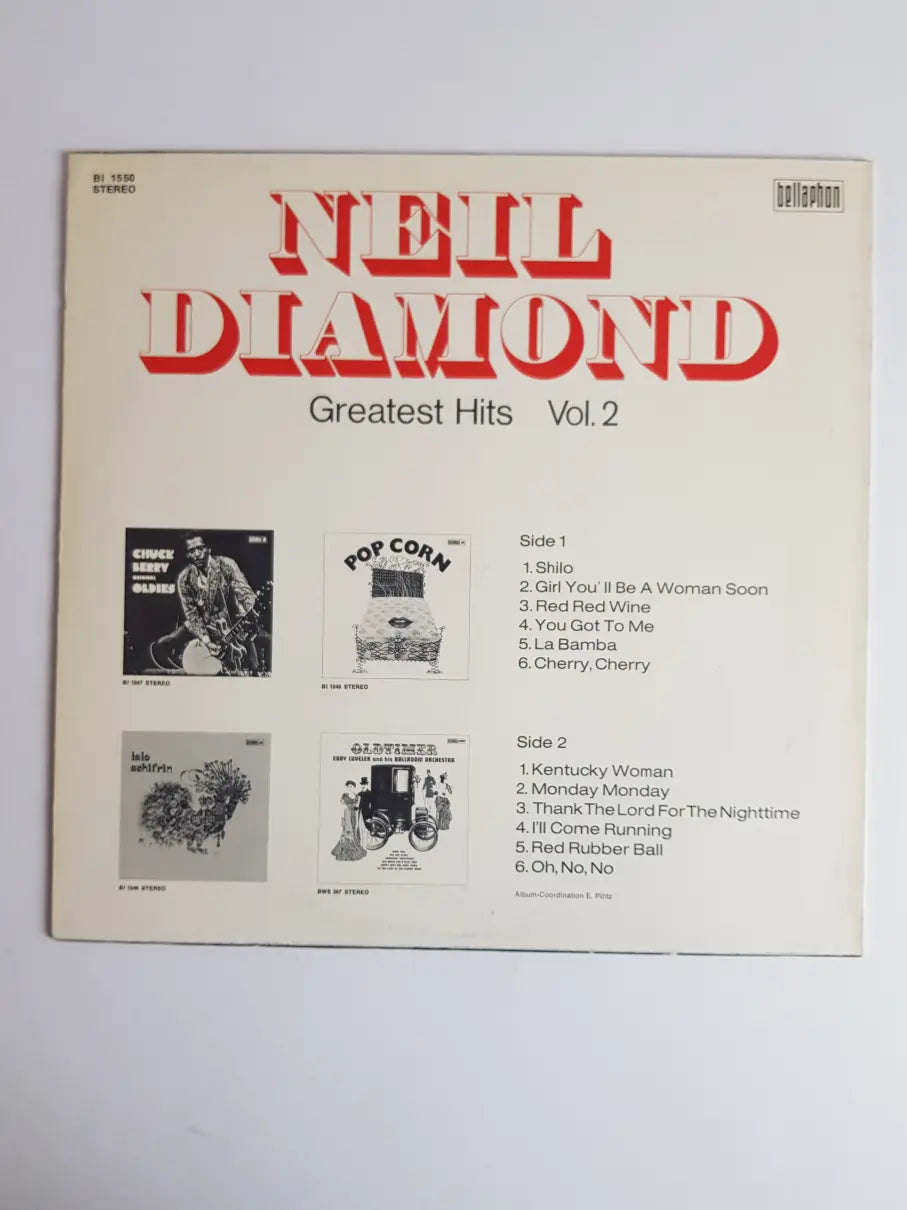 BI 1550
STEREO
bellaphon
NEIL
DIAMOND
Greatest Hits Vol. 2
CHUCK
BERRY
ORIGINAL
OLDIES
BI 1547 STEREO
POP CORN
BI 1548 STEREO
Side 1
1. Shilo
2. Girl You' ll Be A Woman Soon
3. Red Red Wine
4. You Got To Me
5. La Bamba
6. Cherry, Cherry
lalo
schifrin
STEREO
OLDTIMER
EDDY COVELER and his BALLROOM ORCHESTRA
BWS 367 STEREO
Side 2
1. Kentucky Woman
2. Monday Monday
3. Thank The Lord For The Nighttime
4. I'll Come Running
5. Red Rubber Ball
6. Oh, No, No
Album-Coordination E. Plötz